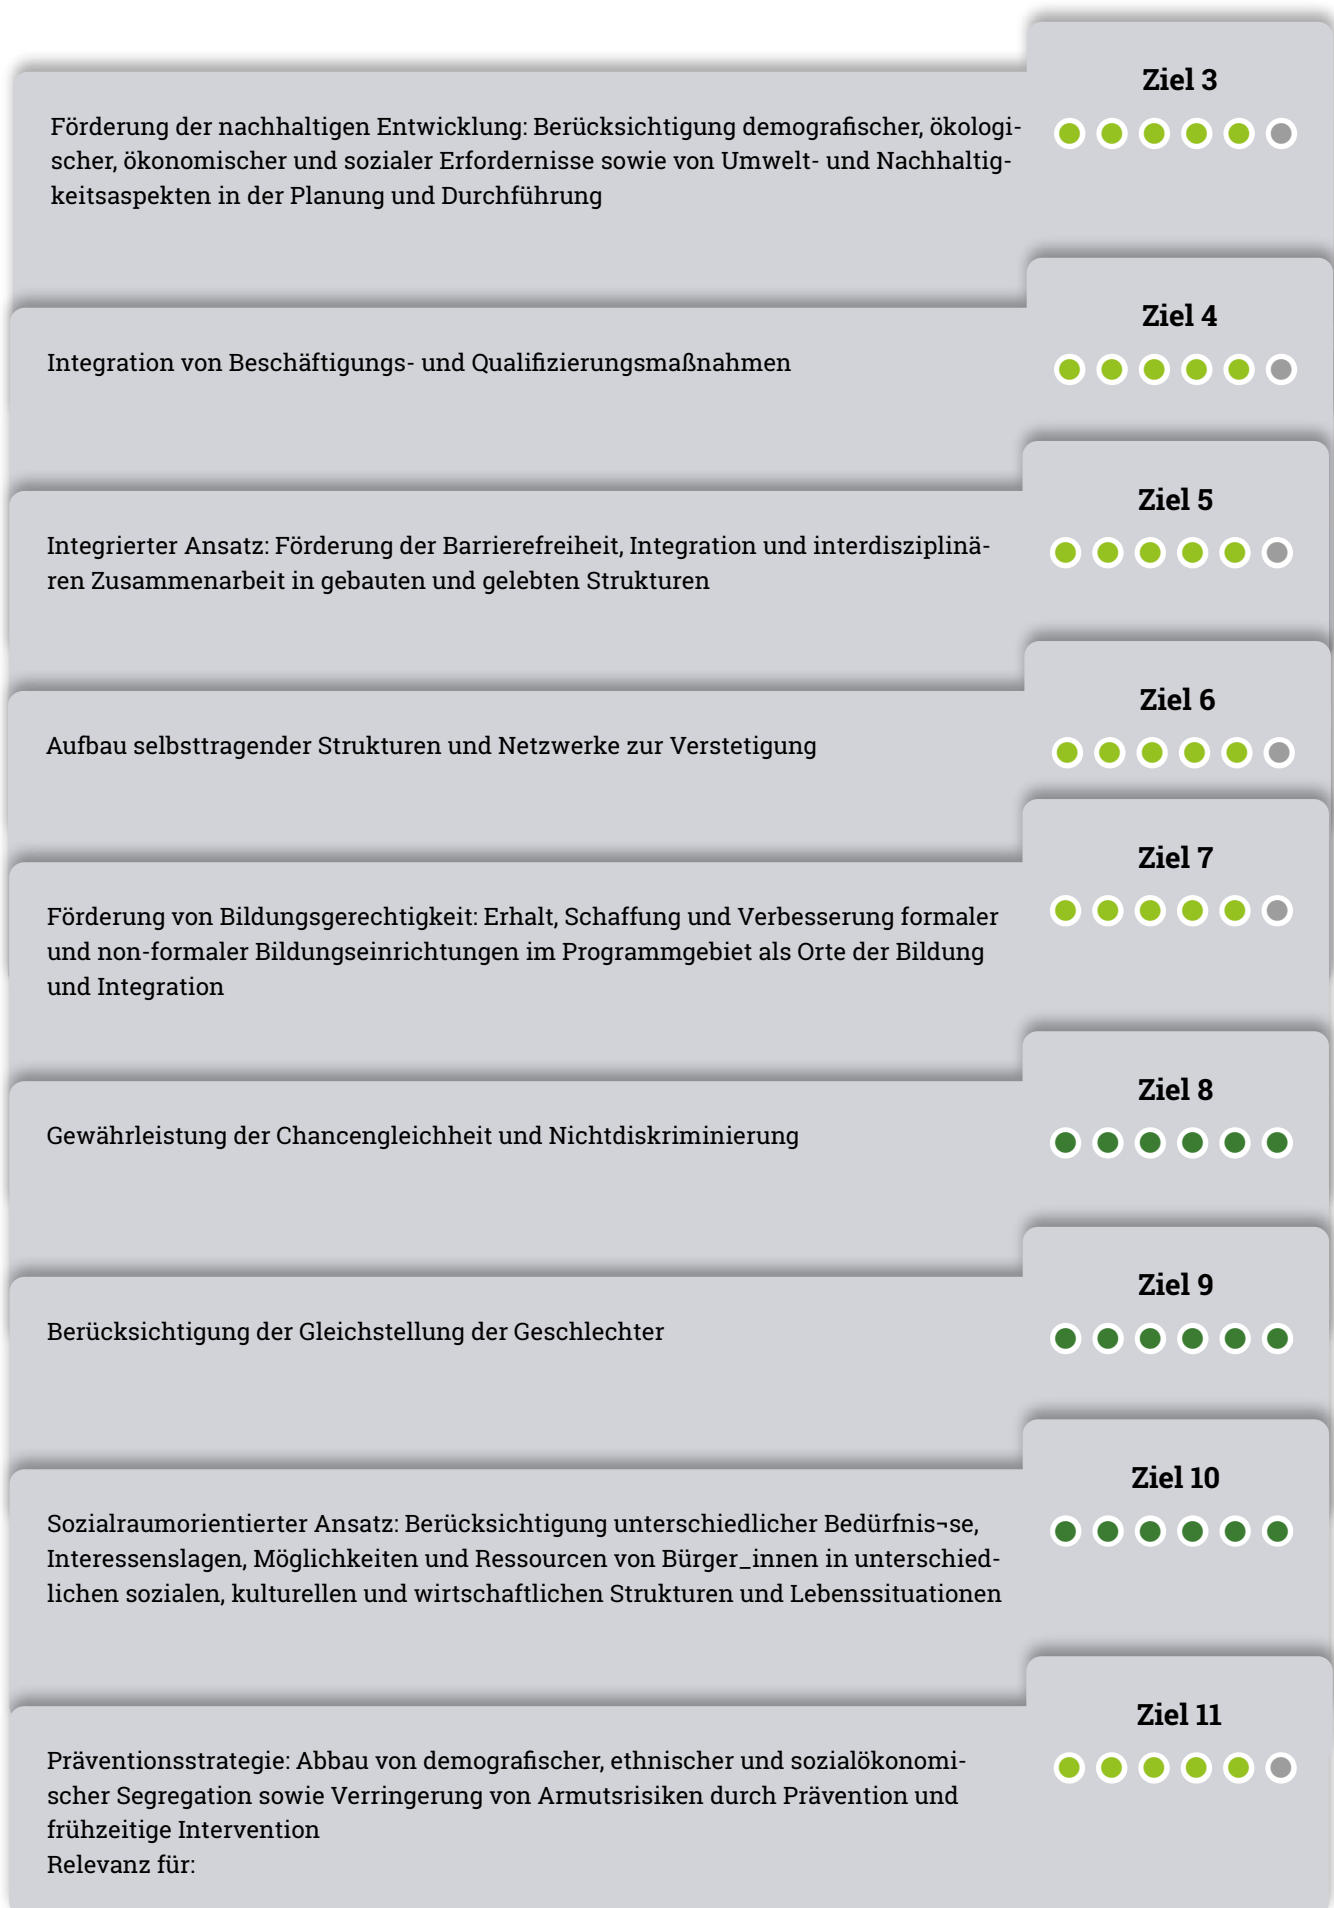 Ziel 3
Förderung der nachhaltigen Entwicklung: Berücksichtigung demografischer, ökologi-
scher, ökonomischer und sozialer Erfordernisse sowie von Umwelt- und Nachhaltig-
keitsaspekten in der Planung und Durchführung
Ziel 4
Integration von Beschäftigungs- und Qualifizierungsmaßnahmen
Ziel 5
Integrierter Ansatz: Förderung der Barrierefreiheit, Integration und interdisziplinä-
ren Zusammenarbeit in gebauten und gelebten Strukturen
Ziel 6
Aufbau selbsttragender Strukturen und Netzwerke zur Verstetigung
Ziel 7
Förderung von Bildungsgerechtigkeit: Erhalt, Schaffung und Verbesserung formaler
und non-formaler Bildungseinrichtungen im Programmgebiet als Orte der Bildung
und Integration
Ziel 8
Gewährleistung der Chancengleichheit und Nichtdiskriminierung
Ziel 9
Berücksichtigung der Gleichstellung der Geschlechter
Ziel 10
Sozialraumorientierter Ansatz: Berücksichtigung unterschiedlicher Bedürfnis¬se,
Interessenslagen, Möglichkeiten und Ressourcen von Bürger_innen in unterschied-
lichen sozialen, kulturellen und wirtschaftlichen Strukturen und Lebenssituationen
Ziel 11
Präventionsstrategie: Abbau von demografischer, ethnischer und sozialökonomi-
scher Segregation sowie Verringerung von Armutsrisiken durch Prävention und
frühzeitige Intervention
Relevanz für: